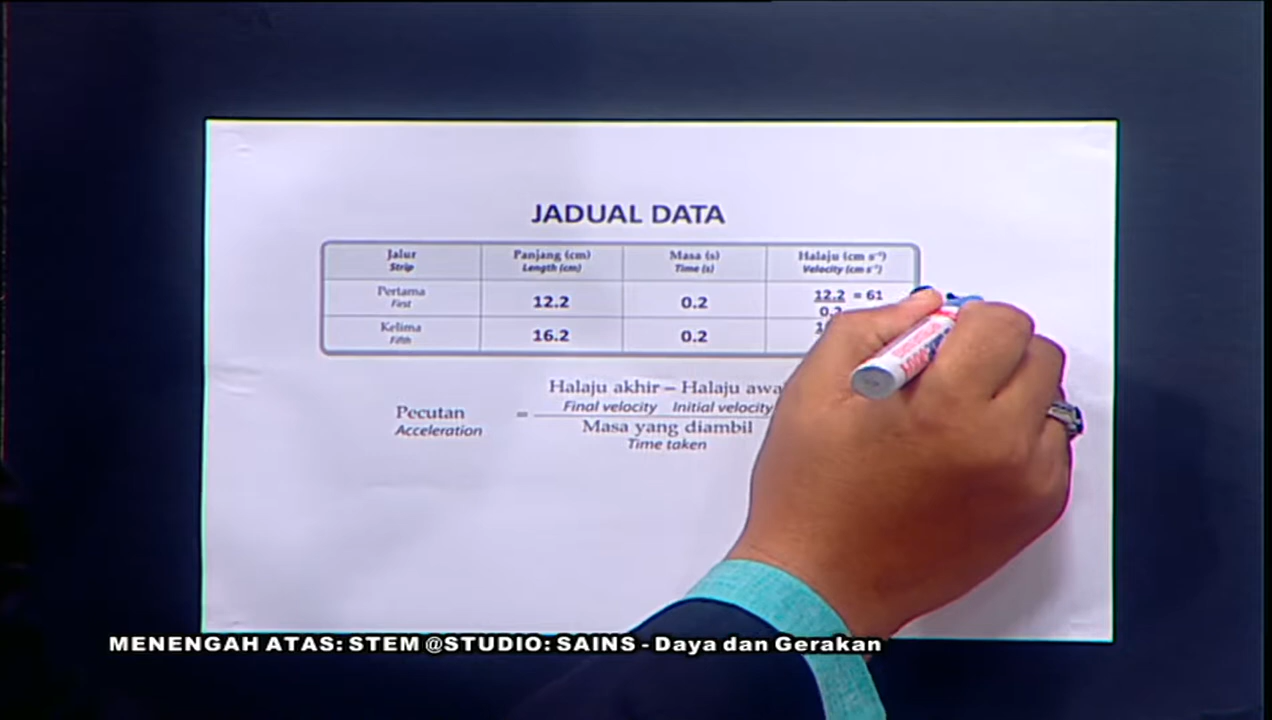 JADUAL DATA
Jalur Panjang (cm) Masa (s) Halaju (cm s⁻¹)
Strip Length (cm) Time (s) Velocity (cm s⁻¹)
Pertama 12.2 0.2 12.2 = 61
First 0.2
Kelima 16.2 0.2
Fifth
Halaju akhir – Halaju awa
Pecutan = Final velocity Initial velocity
Acceleration Masa yang diambil
Time taken
MENENGAH ATAS: STEM @STUDIO: SAINS - Daya dan Gerakan